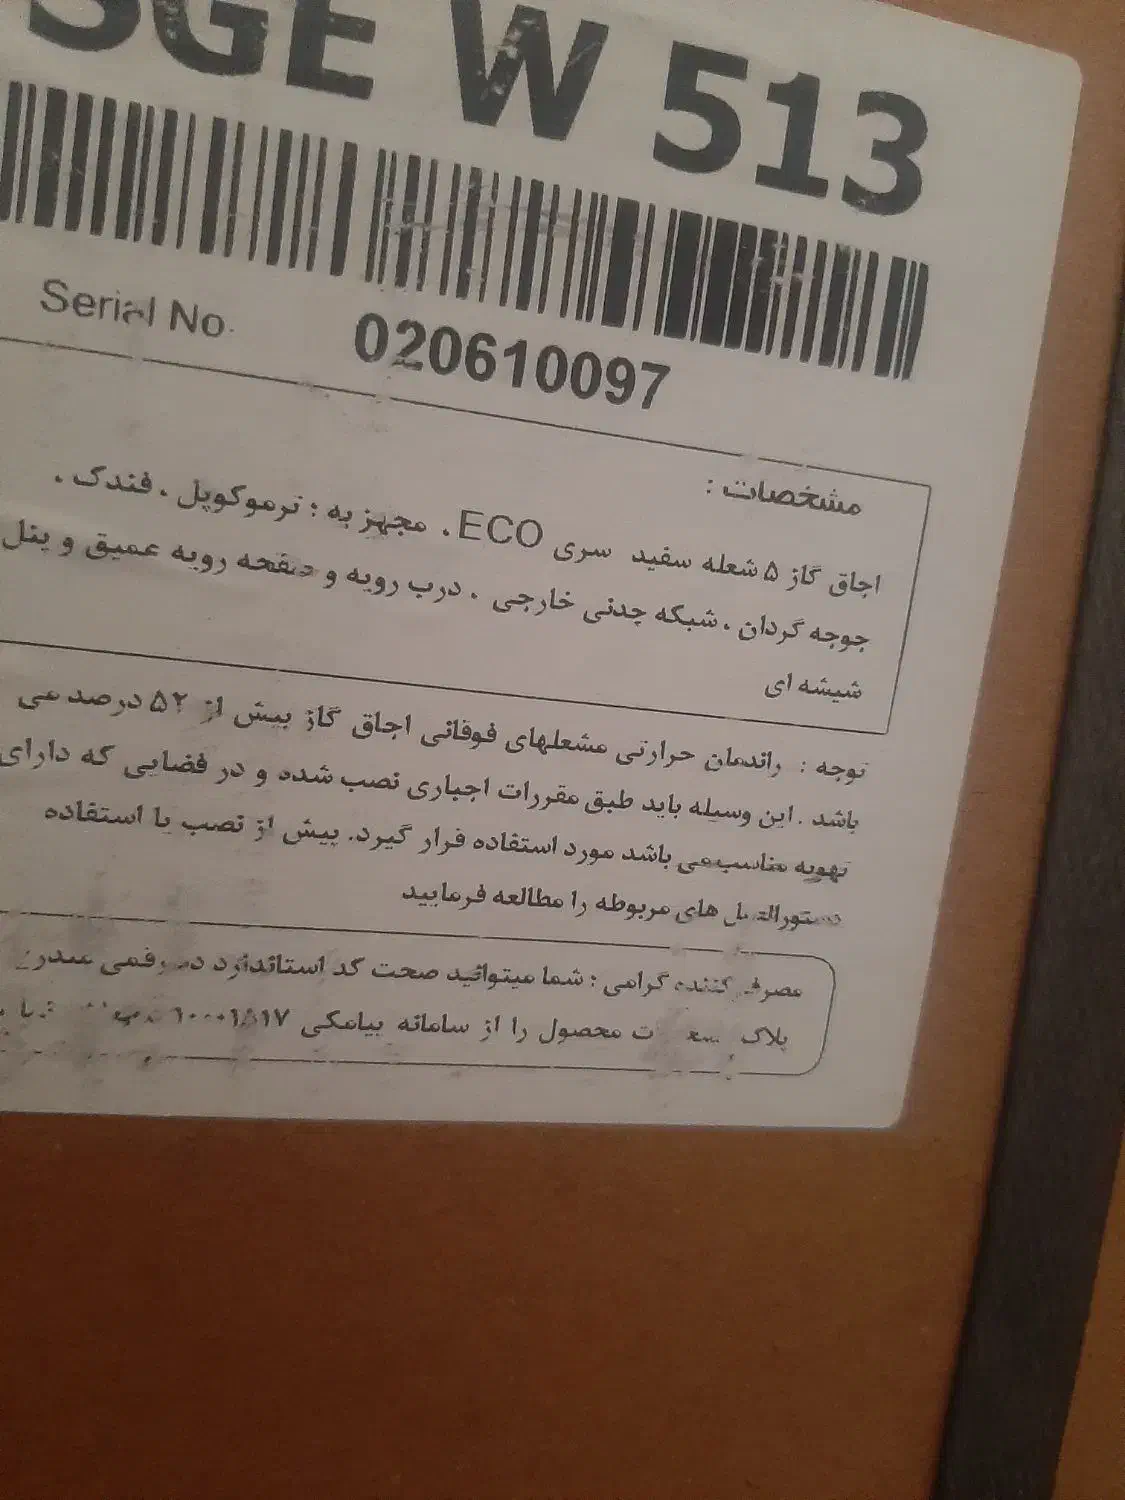 SGE W 513
Serial No. 020610097
مشخصات :
اجاق گاز ۵ شعله سفید سری ECO ، مجهز به : ترموکوپل ، فندک ،
جوجه گردان ، شبکه چدنی خارجی ، درب رویه و صفحه رویه عمیق و پنل
شیشه ای
توجه : راندمان حرارتی مشعلهای فوقانی اجاق گاز بیش از ۵۲ درصد می
باشد . این وسیله باید طبق مقررات اجباری نصب شده و در فضایی که دارای
تهویه مناسب می باشد مورد استفاده قرار گیرد. پیش از نصب یا استفاده
دستورالعمل های مربوطه را مطالعه فرمایید
مصرف کننده گرامی : شما میتوانید صحت کد استاندارد ده رقمی مندرج
پلاک محصول را از سامانه پیامکی ۱۰۰۰۱۵۱۷